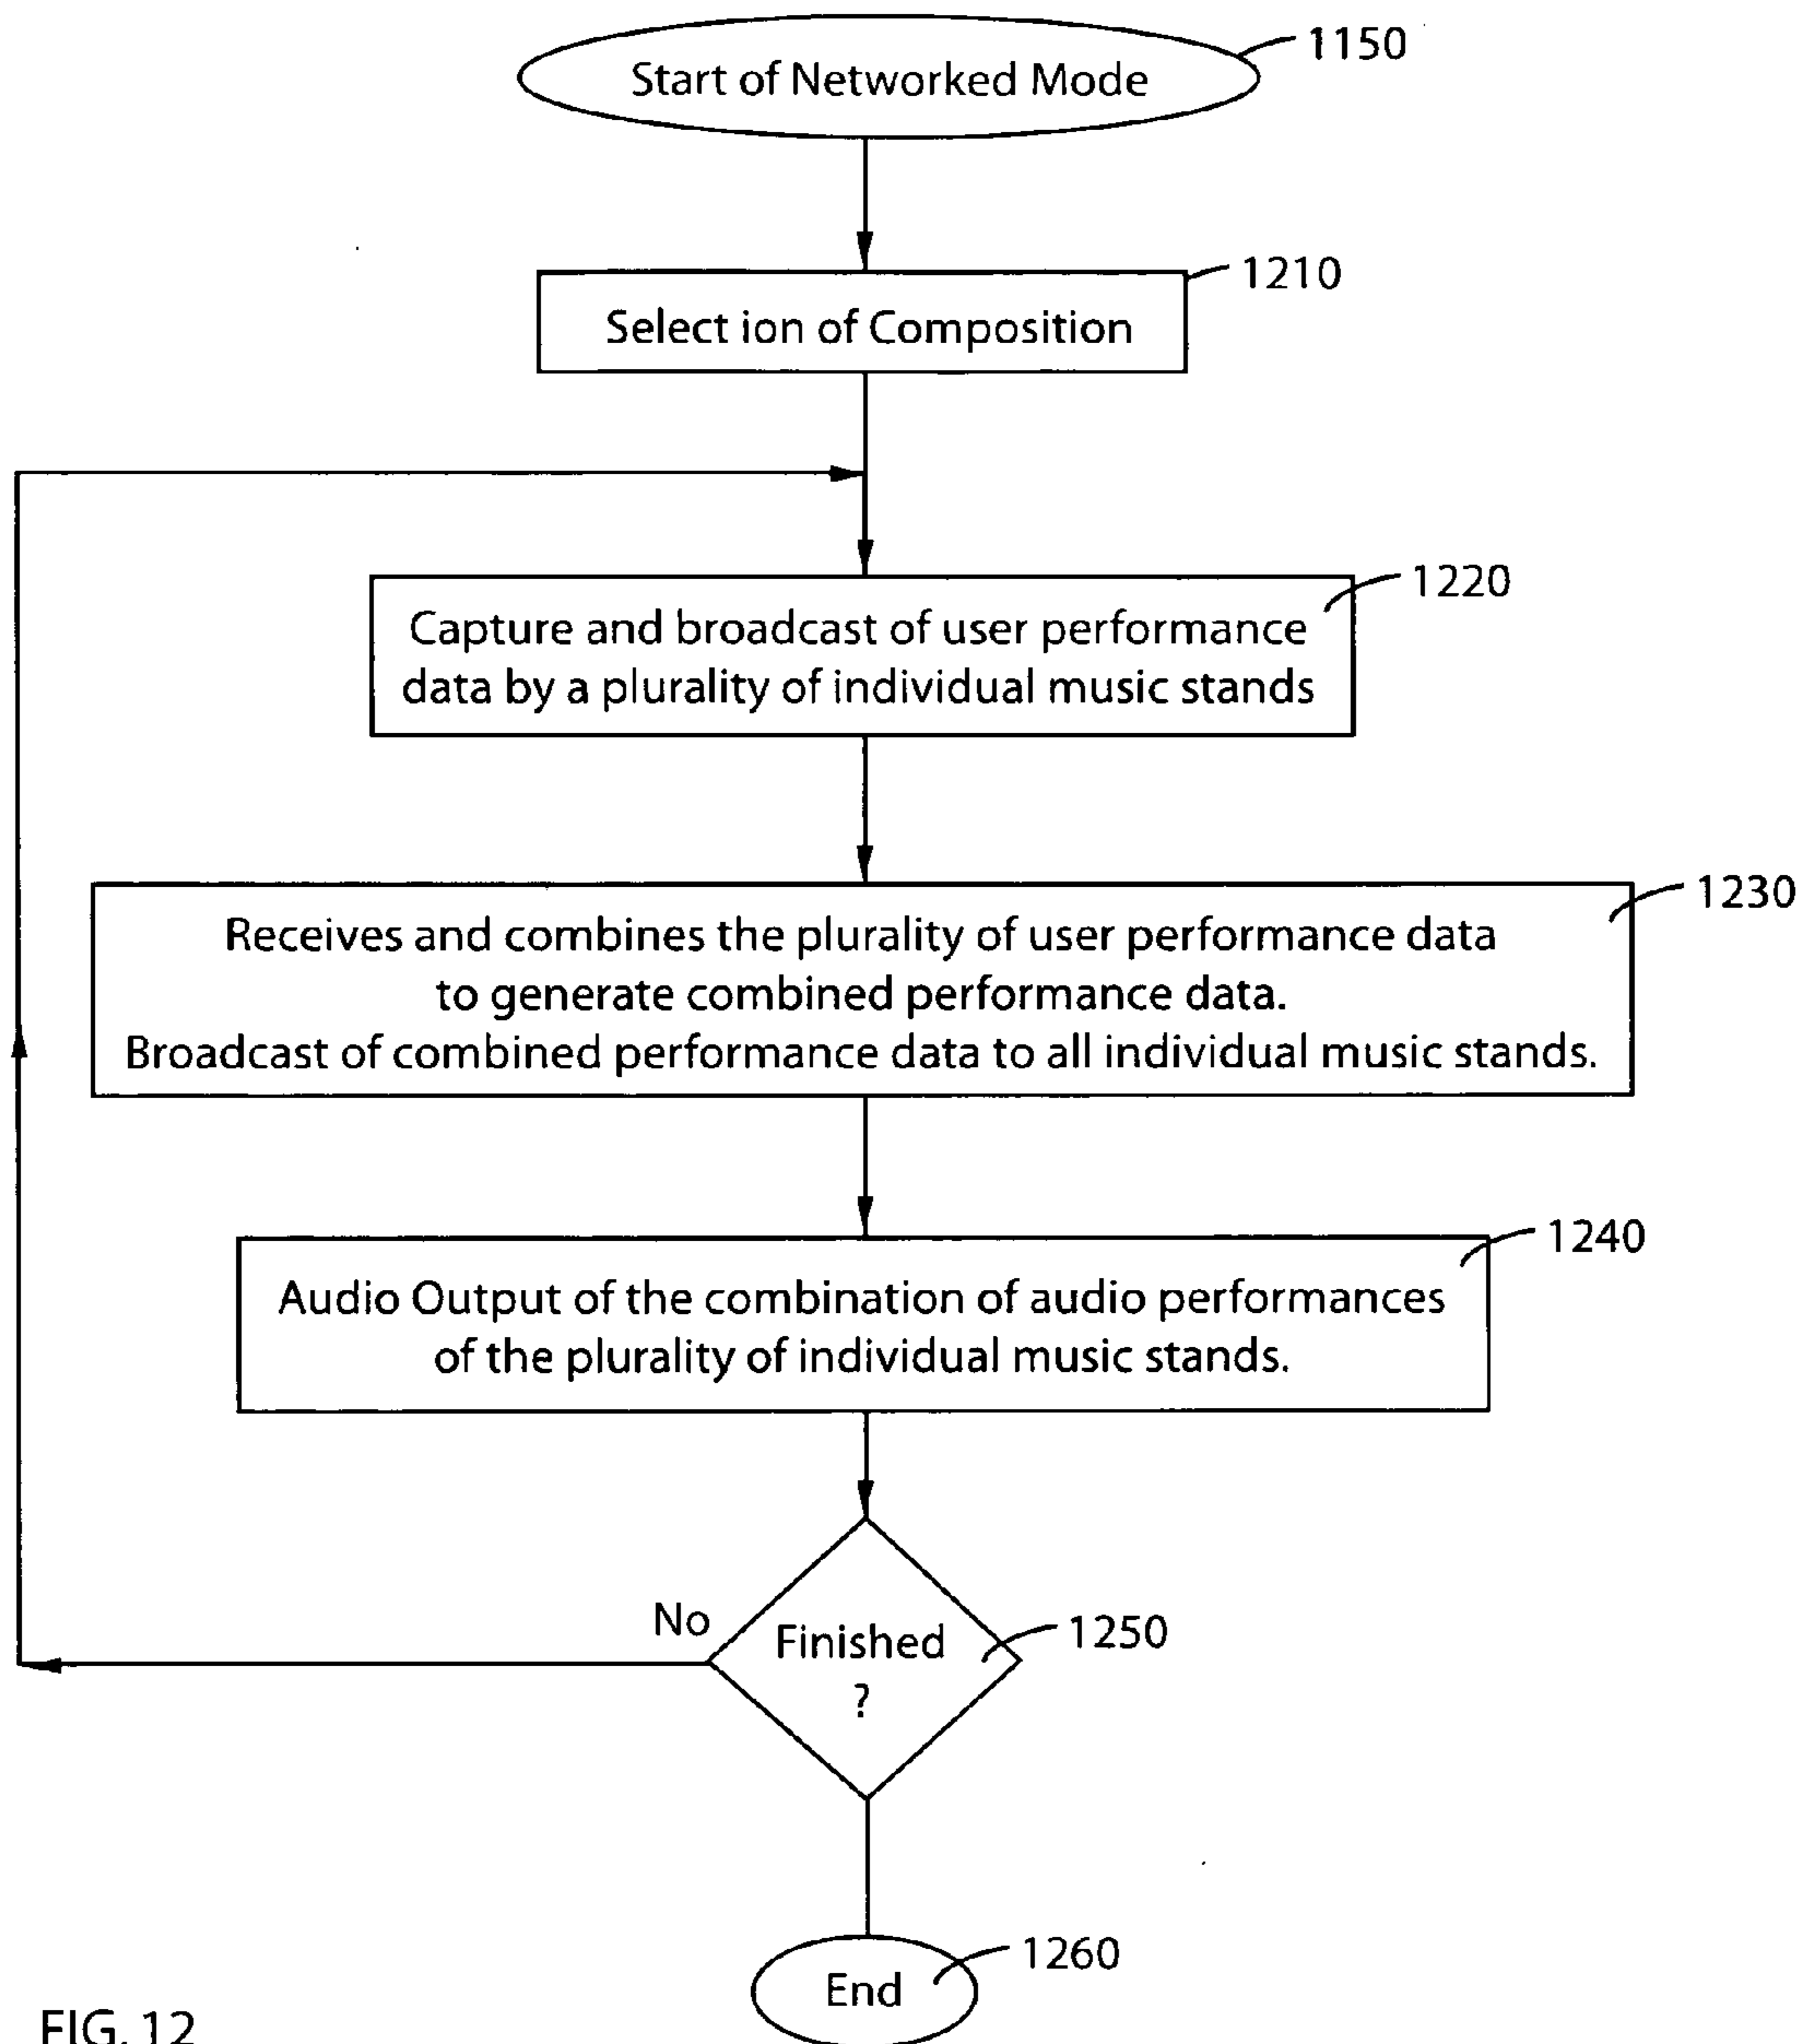 Start of Networked Mode
1150
Select ion of Composition
1210
Capture and broadcast of user performance
data by a plurality of individual music stands
1220
Receives and combines the plurality of user performance data
to generate combined performance data.
Broadcast of combined performance data to all individual music stands.
1230
Audio Output of the combination of audio performances
of the plurality of individual music stands.
1240
No
Finished
?
1250
End
1260
FIG. 12